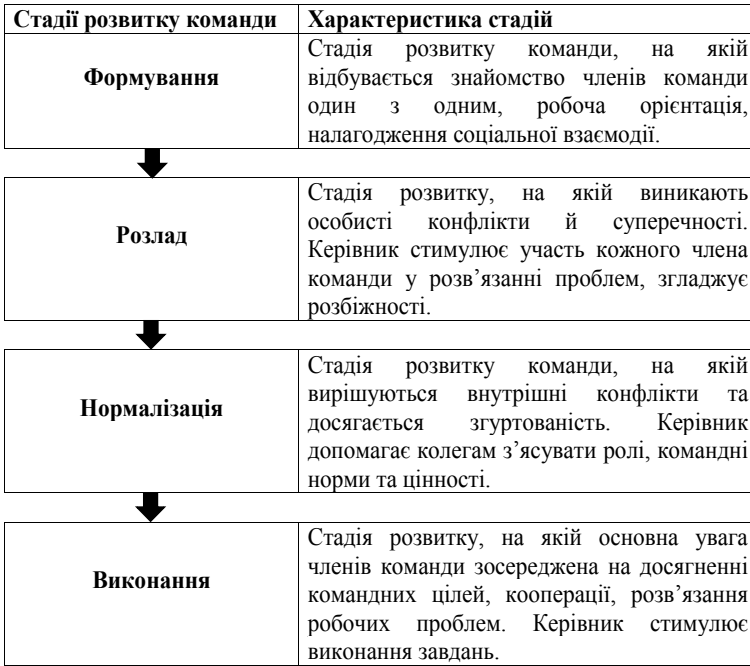 Стадії розвитку команди Характеристика стадій
Формування
Стадія розвитку команди, на якій
відбувається знайомство членів команди
один з одним, робоча орієнтація,
налагодження соціальної взаємодії.
Розлад
Стадія розвитку, на якій виникають
особисті конфлікти й суперечності.
Керівник стимулює участь кожного члена
команди у розв’язанні проблем, згладжує
розбіжності.
Нормалізація
Стадія розвитку команди, на якій
вирішуються внутрішні конфлікти та
досягається згуртованість. Керівник
допомагає колегам з’ясувати ролі, командні
норми та цінності.
Виконання
Стадія розвитку, на якій основна увага
членів команди зосереджена на досягненні
командних цілей, кооперації, розв’язання
робочих проблем. Керівник стимулює
виконання завдань.